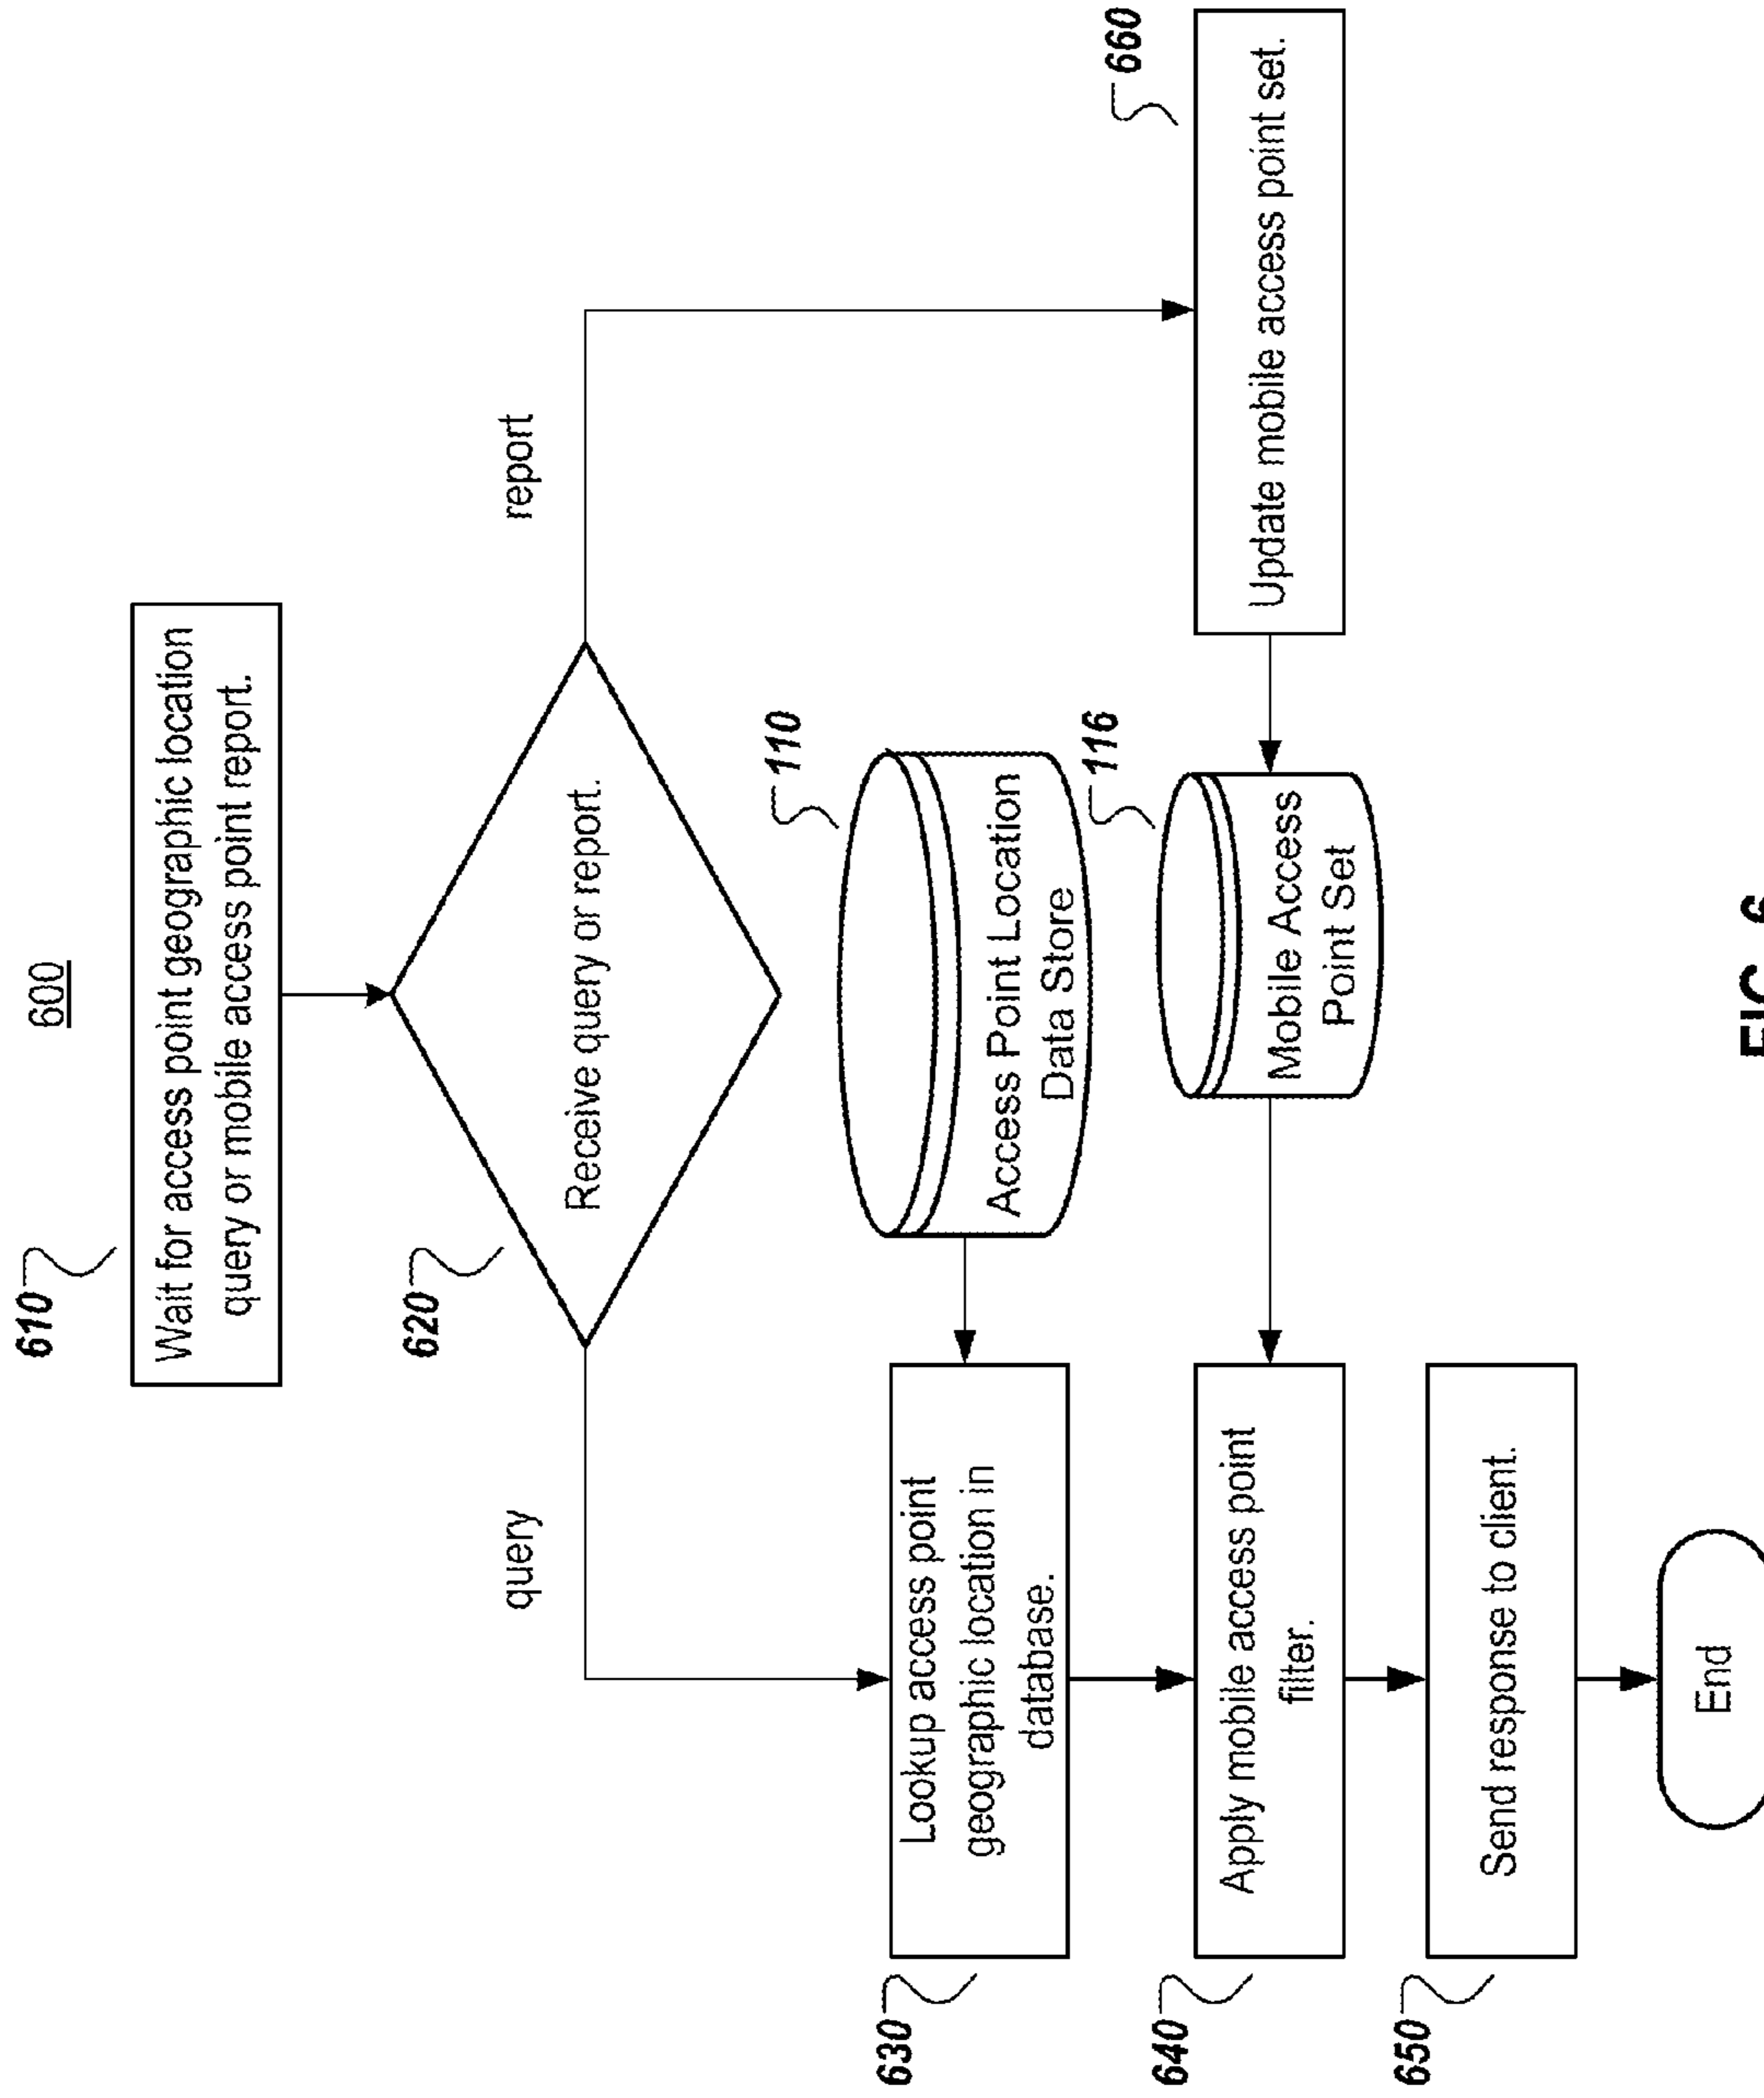 600
610
Wait for access point geographic location
query or mobile access point report.
620
Receive query or report.
query
report
110
Access Point Location
Data Store
630
Lookup access point
geographic location in
database.
116
Mobile Access
Point Set
660
Update mobile access point set.
640
Apply mobile access point
filter.
650
Send response to client.
End
FIG. 6